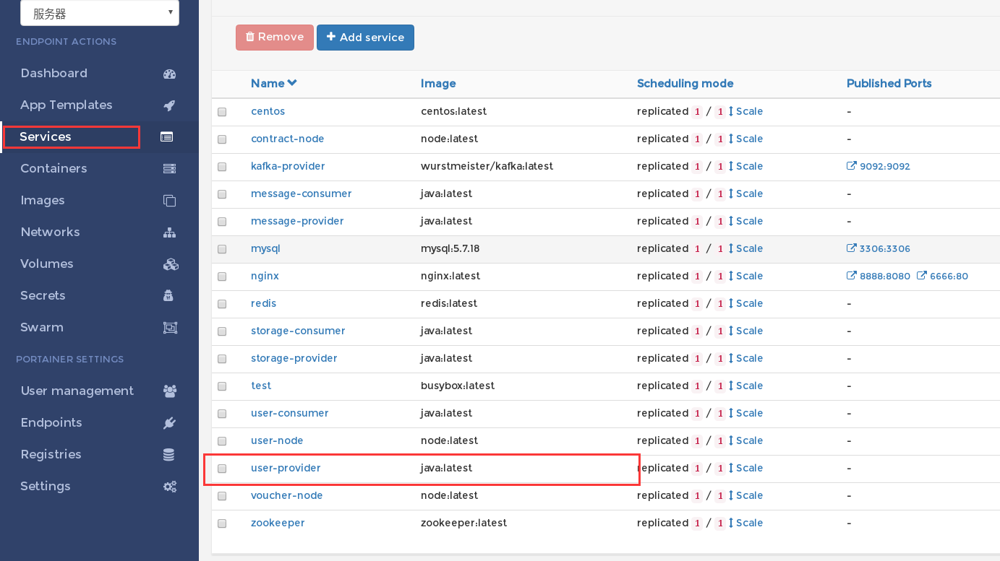 服务器
ENDPOINT ACTIONS
Dashboard
App Templates
Services
Containers
Images
Networks
Volumes
Secrets
Swarm
PORTAINER SETTINGS
User management
Endpoints
Registries
Settings
Remove Add service
Name Image Scheduling mode Published Ports
centos centos:latest replicated 1 / 1 Scale -
contract-node node:latest replicated 1 / 1 Scale -
kafka-provider wurstmeister/kafka:latest replicated 1 / 1 Scale 9092:9092
message-consumer java:latest replicated 1 / 1 Scale -
message-provider java:latest replicated 1 / 1 Scale -
mysql mysql:5.7.18 replicated 1 / 1 Scale 3306:3306
nginx nginx:latest replicated 1 / 1 Scale 8888:8080 6666:80
redis redis:latest replicated 1 / 1 Scale -
storage-consumer java:latest replicated 1 / 1 Scale -
storage-provider java:latest replicated 1 / 1 Scale -
test busybox:latest replicated 1 / 1 Scale -
user-consumer java:latest replicated 1 / 1 Scale -
user-node node:latest replicated 1 / 1 Scale -
user-provider java:latest replicated 1 / 1 Scale -
voucher-node node:latest replicated 1 / 1 Scale -
zookeeper zookeeper:latest replicated 1 / 1 Scale -